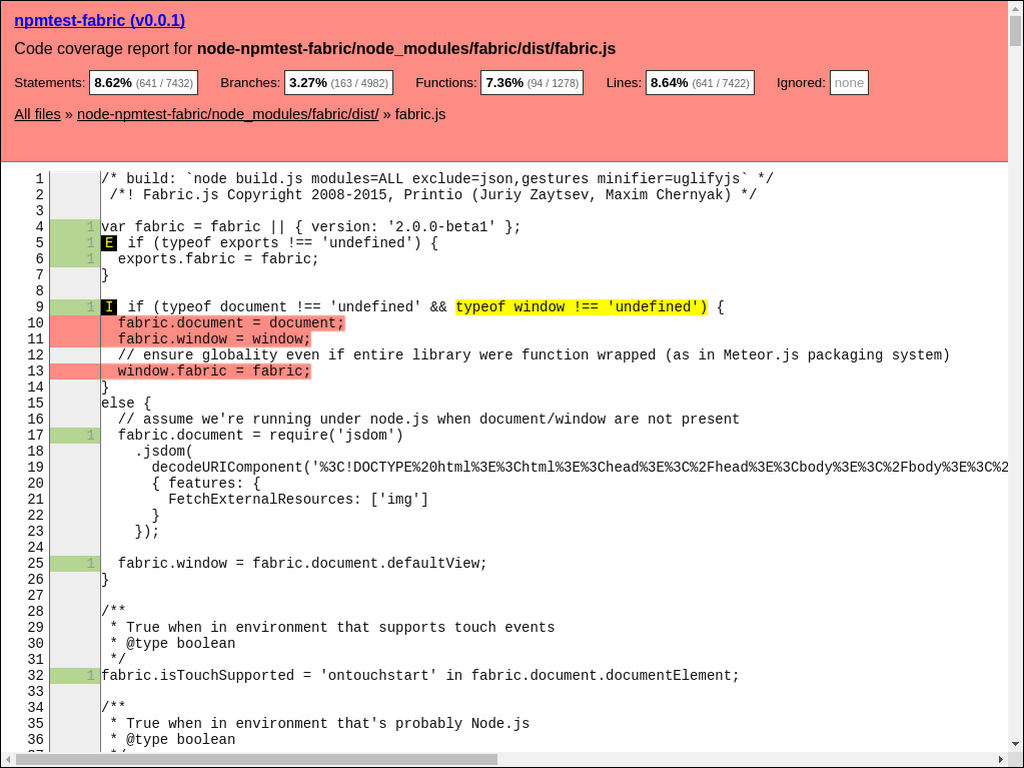 npmtest-fabric (v0.0.1)
Code coverage report for node-npmtest-fabric/node_modules/fabric/dist/fabric.js
Statements: 8.62% (641 / 7432) Branches: 3.27% (163 / 4982) Functions: 7.36% (94 / 1278) Lines: 8.64% (641 / 7422) Ignored: none
All files » node-npmtest-fabric/node_modules/fabric/dist/ » fabric.js
1 /* build: `node build.js modules=ALL exclude=json,gestures minifier=uglifyjs` */
2 /*! Fabric.js Copyright 2008-2015, Printio (Juriy Zaytsev, Maxim Chernyak) */
3
4 1 var fabric = fabric || { version: '2.0.0-beta1' };
5 1 E if (typeof exports !== 'undefined') {
6 1 exports.fabric = fabric;
7 }
8
9 1 I if (typeof document !== 'undefined' && typeof window !== 'undefined') {
10 fabric.document = document;
11 fabric.window = window;
12 // ensure globality even if entire library were function wrapped (as in Meteor.js packaging system)
13 window.fabric = fabric;
14 }
15 else {
16 // assume we're running under node.js when document/window are not present
17 1 fabric.document = require('jsdom')
18 .jsdom(
19 decodeURIComponent('%3C!DOCTYPE%20html%3E%3Chtml%3E%3Chead%3E%3C%2Fhead%3E%3Cbody%3E%3C%2Fbody%3E%3C%2
20 { features: {
21 FetchExternalResources: ['img']
22 }
23 });
24
25 1 fabric.window = fabric.document.defaultView;
26 }
27
28 /**
29 * True when in environment that supports touch events
30 * @type boolean
31 */
32 1 fabric.isTouchSupported = 'ontouchstart' in fabric.document.documentElement;
33
34 /**
35 * True when in environment that's probably Node.js
36 * @type boolean
37 */